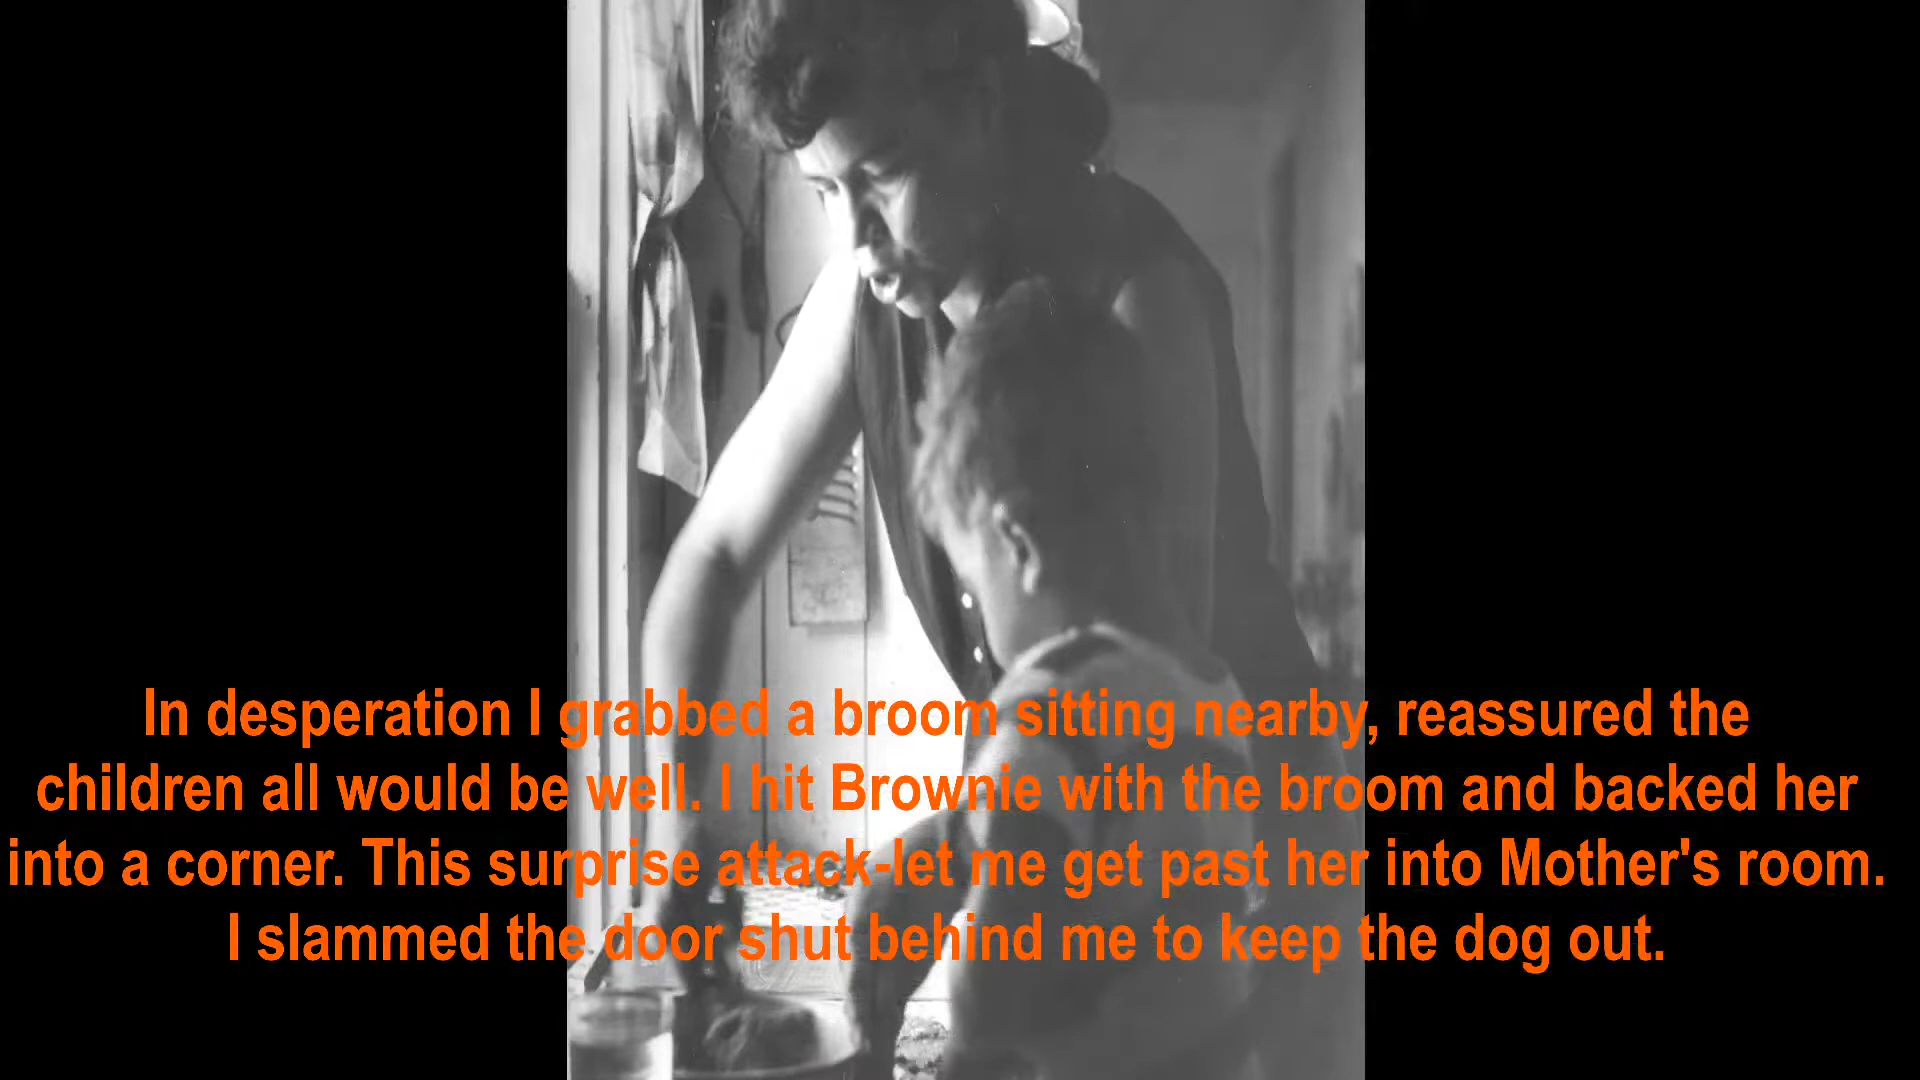 In desperation I grabbed a broom sitting nearby, reassured the
children all would be well. I hit Brownie with the broom and backed her
into a corner. This surprise attack-let me get past her into Mother's room.
I slammed the door shut behind me to keep the dog out.